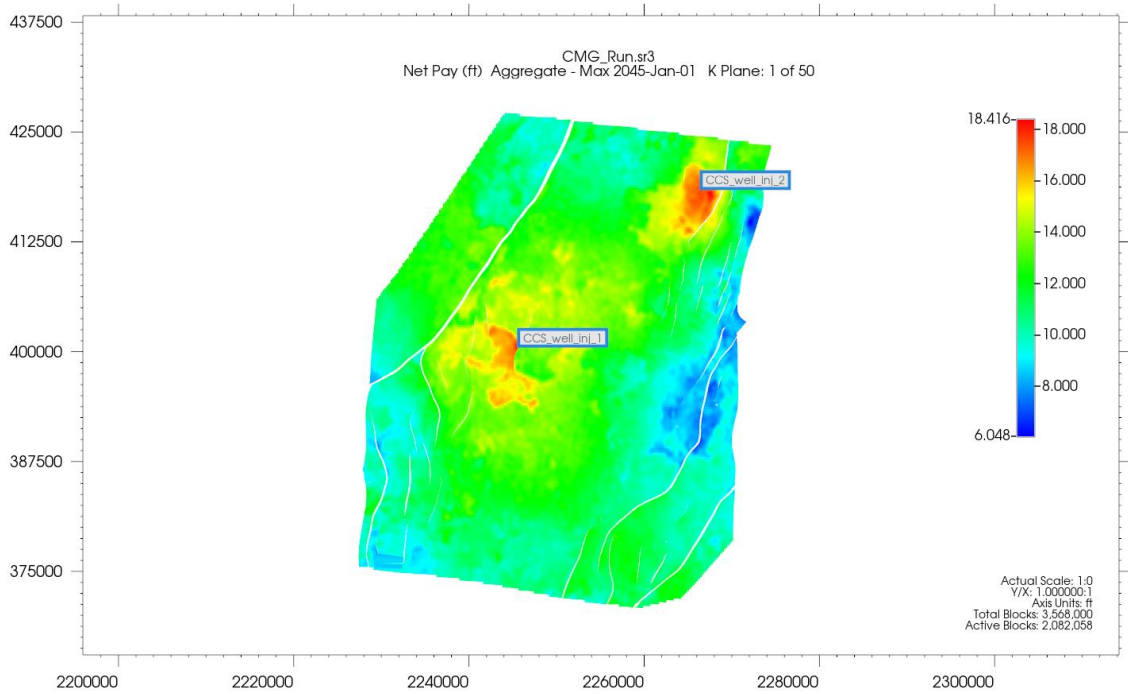 CMG_Run.sr3
Net Pay (ft) Aggregate - Max 2045-Jan-01 K Plane: 1 of 50
437500
425000
412500
400000
387500
375000
CCS_well_inj_2
CCS_well_inj_1
18.416
18.000
16.000
14.000
12.000
10.000
8.000
6.048
Actual Scale: 1:0
Y/X: 1.000000:1
Axis Units: ft
Total Blocks: 3,568,000
Active Blocks: 2,082,058
2200000 2220000 2240000 2260000 2280000 2300000